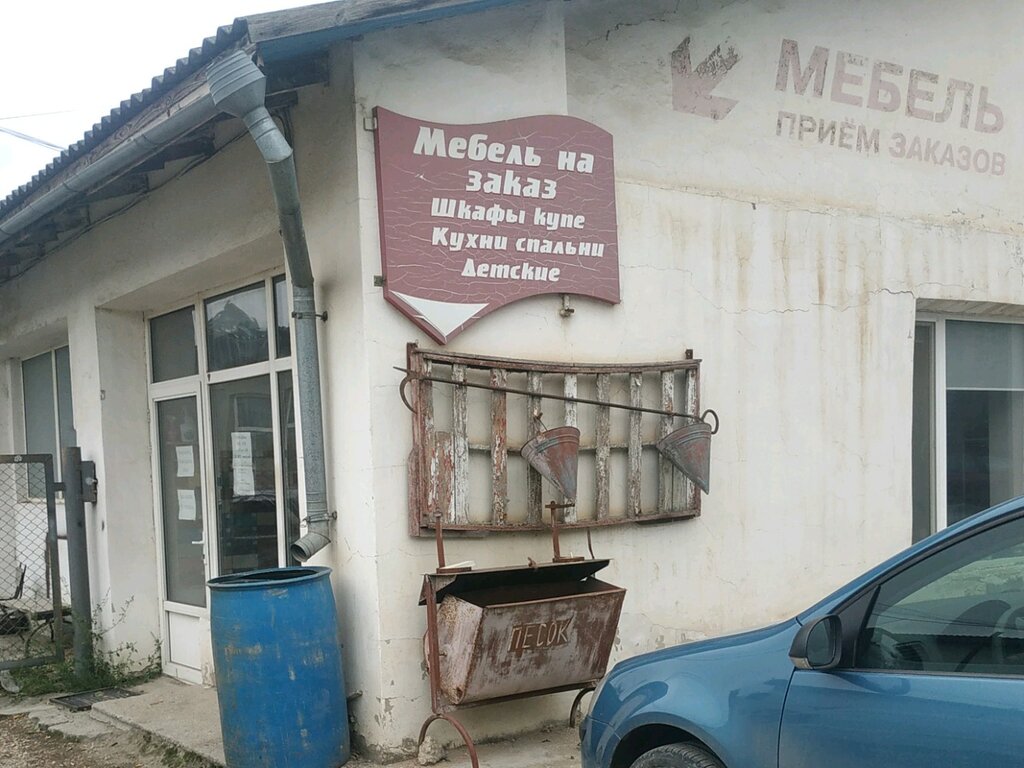 Мебель на
заказ
Шкафы купе
Кухни спальни
Детские
МЕБЕЛЬ
ПРИЁМ ЗАКАЗОВ
ПЕСОК